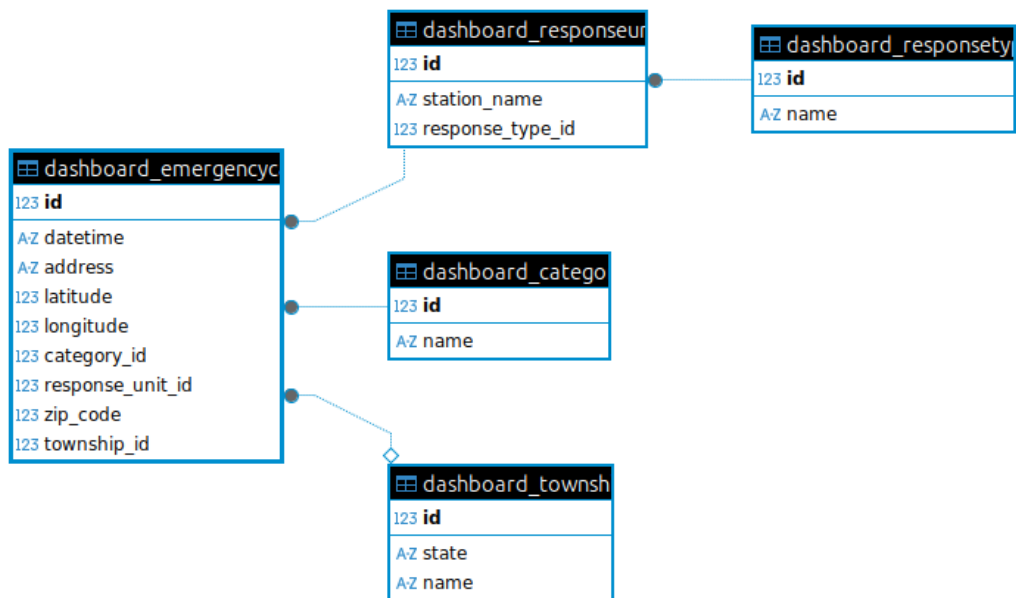 dashboard_responseur
123 id
A-Z station_name
123 response_type_id
dashboard_responsety
123 id
A-Z name
dashboard_emergencyc
123 id
A-Z datetime
A-Z address
123 latitude
123 longitude
123 category_id
123 response_unit_id
123 zip_code
123 township_id
dashboard_catego
123 id
A-Z name
dashboard_townsh
123 id
A-Z state
A-Z name